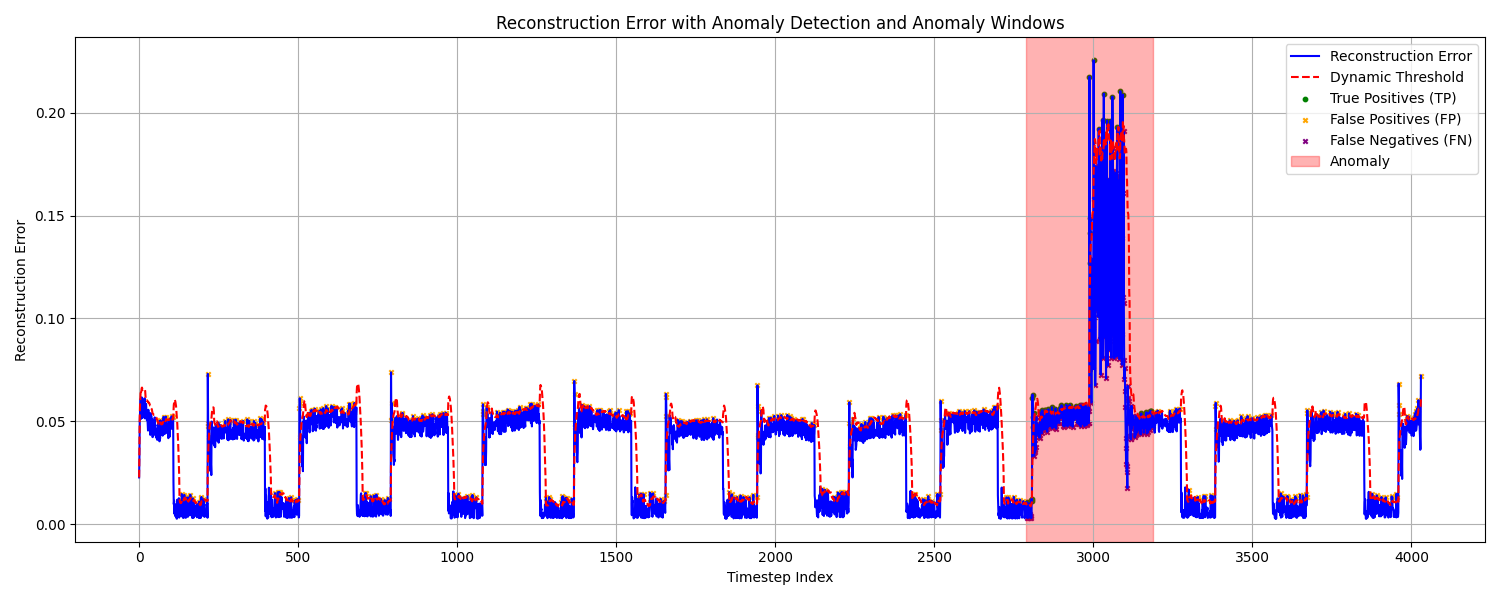 Reconstruction Error with Anomaly Detection and Anomaly Windows
Reconstruction Error
0.20
0.15
0.10
0.05
0.00
Reconstruction Error
Dynamic Threshold
True Positives (TP)
False Positives (FP)
False Negatives (FN)
Anomaly
0 500 1000 1500 2000 2500 3000 3500 4000
Timestep Index